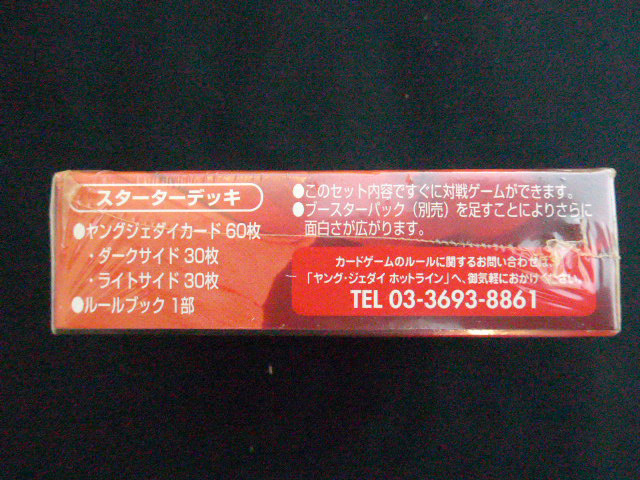 スターターデッキ
●ヤングジェダイカード 60枚
・ダークサイド 30枚
・ライトサイド 30枚
●ルールブック 1部
●このセット内容ですぐに対戦ゲームができます。
●ブースターパック（別売）を足すことによりさらに
面白さが広がります。
カードゲームのルールに関するお問い合わせは、
「ヤング・ジェダイ ホットライン」へ、御気軽におかけください。
TEL 03-3693-8861